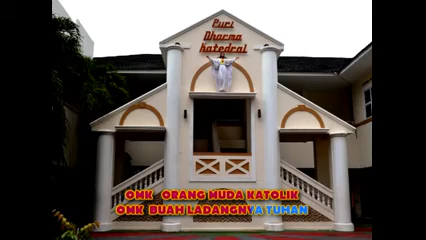 Puri
Dharma
Katedral
OMK ORANG MUDA KATOLIK
OMK BUAH LADANGNYA TUHAN